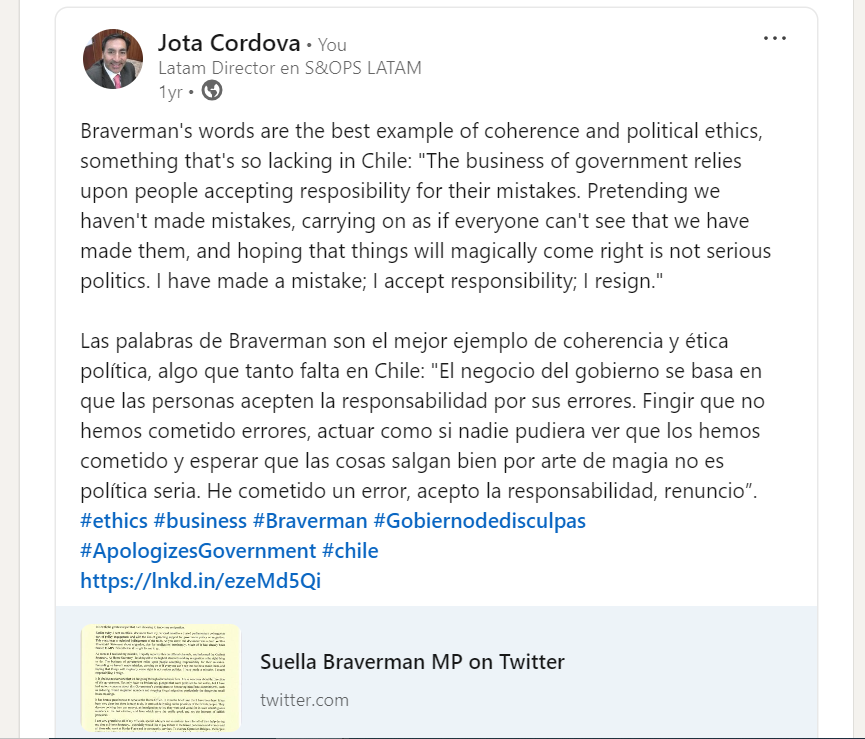 Jota Cordova • You
Latam Director en S&OPS LATAM
1yr •
Braverman's words are the best example of coherence and political ethics,
something that's so lacking in Chile: "The business of government relies
upon people accepting resposibility for their mistakes. Pretending we
haven't made mistakes, carrying on as if everyone can't see that we have
made them, and hoping that things will magically come right is not serious
politics. I have made a mistake; I accept responsibility; I resign."
Las palabras de Braverman son el mejor ejemplo de coherencia y ética
política, algo que tanto falta en Chile: "El negocio del gobierno se basa en
que las personas acepten la responsabilidad por sus errores. Fingir que no
hemos cometido errores, actuar como si nadie pudiera ver que los hemos
cometido y esperar que las cosas salgan bien por arte de magia no es
política seria. He cometido un error, acepto la responsabilidad, renuncio”.
#ethics #business #Braverman #Gobiernodedisculpas
#ApologizesGovernment #chile
https://lnkd.in/ezeMd5Qi
Suella Braverman MP on Twitter
twitter.com